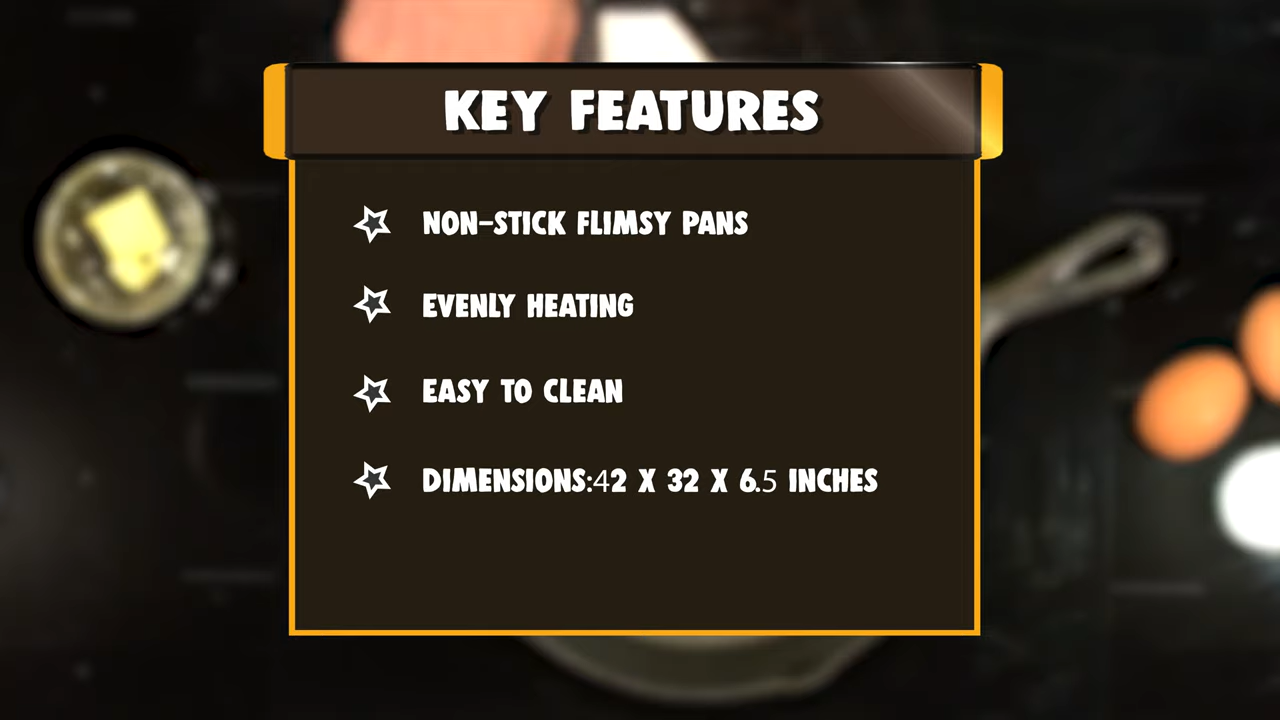 KEY FEATURES
NON-STICK FLIMSY PANS
EVENLY HEATING
EASY TO CLEAN
DIMENSIONS:42 X 32 X 6.5 INCHES